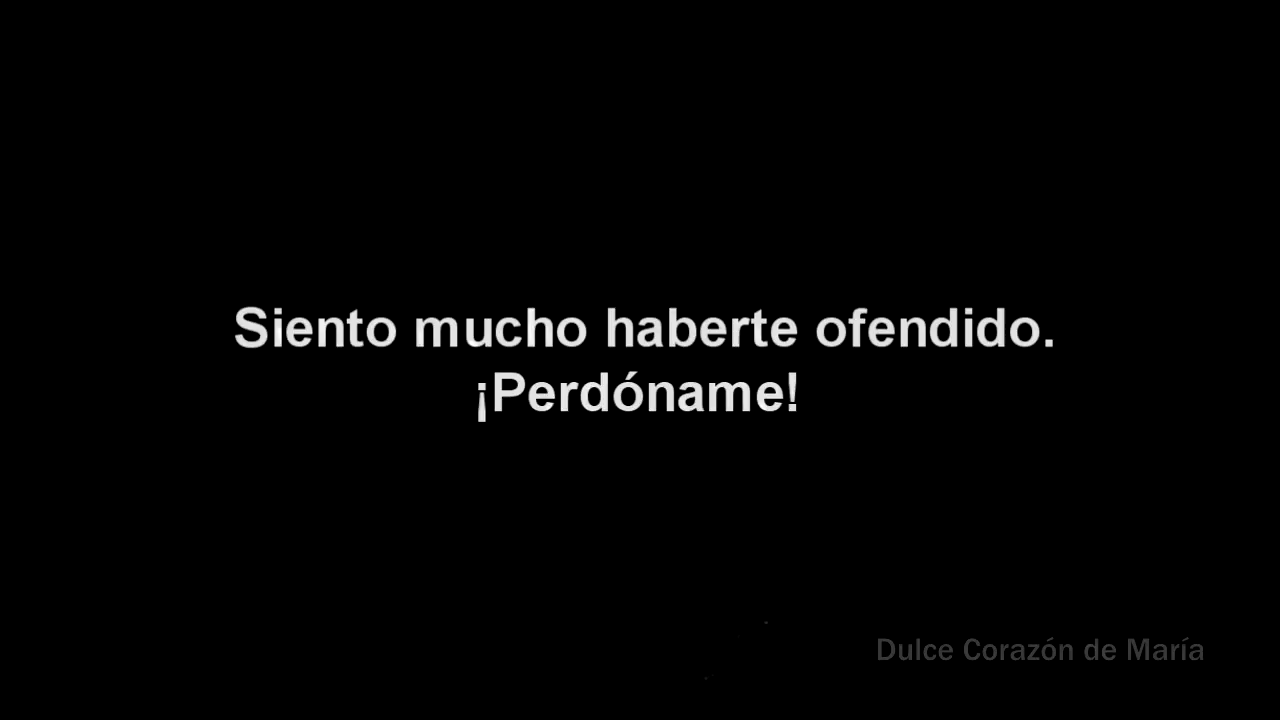 Siento mucho haberte ofendido.
¡Perdóname!
Dulce Corazón de María